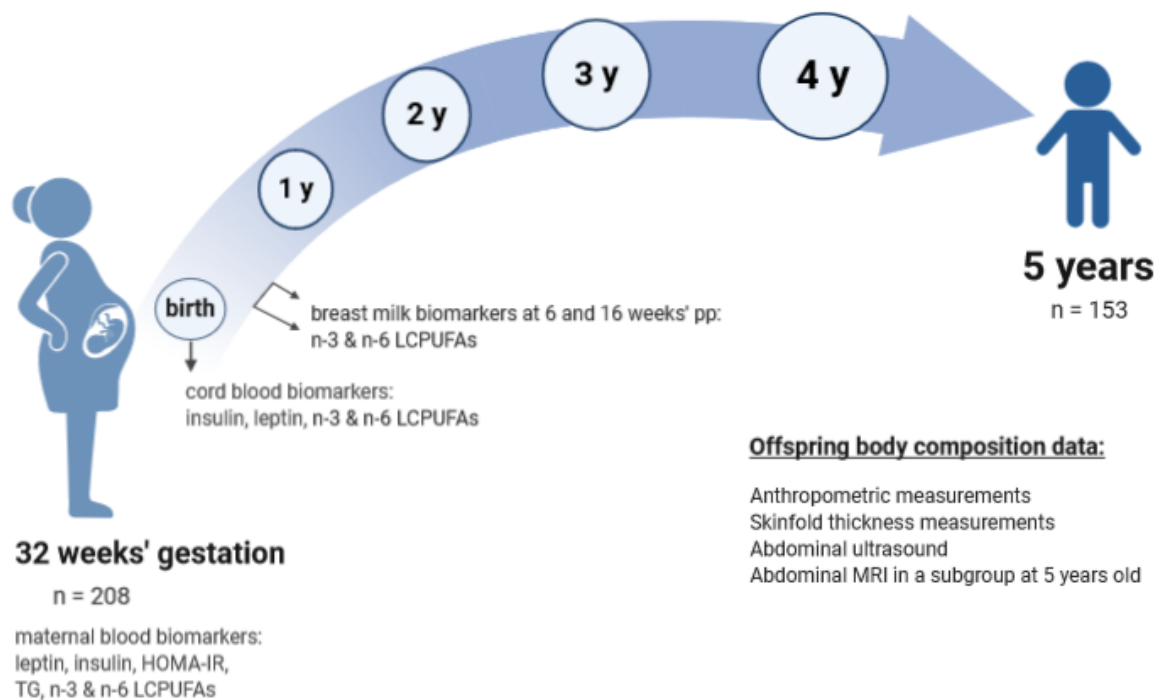 1 y
2 y
3 y
4 y
birth
5 years
n = 153
breast milk biomarkers at 6 and 16 weeks' pp:
n-3 & n-6 LCPUFAs
cord blood biomarkers:
insulin, leptin, n-3 & n-6 LCPUFAs
Offspring body composition data:
Anthropometric measurements
Skinfold thickness measurements
Abdominal ultrasound
Abdominal MRI in a subgroup at 5 years old
32 weeks' gestation
n = 208
maternal blood biomarkers:
leptin, insulin, HOMA-IR,
TG, n-3 & n-6 LCPUFAs